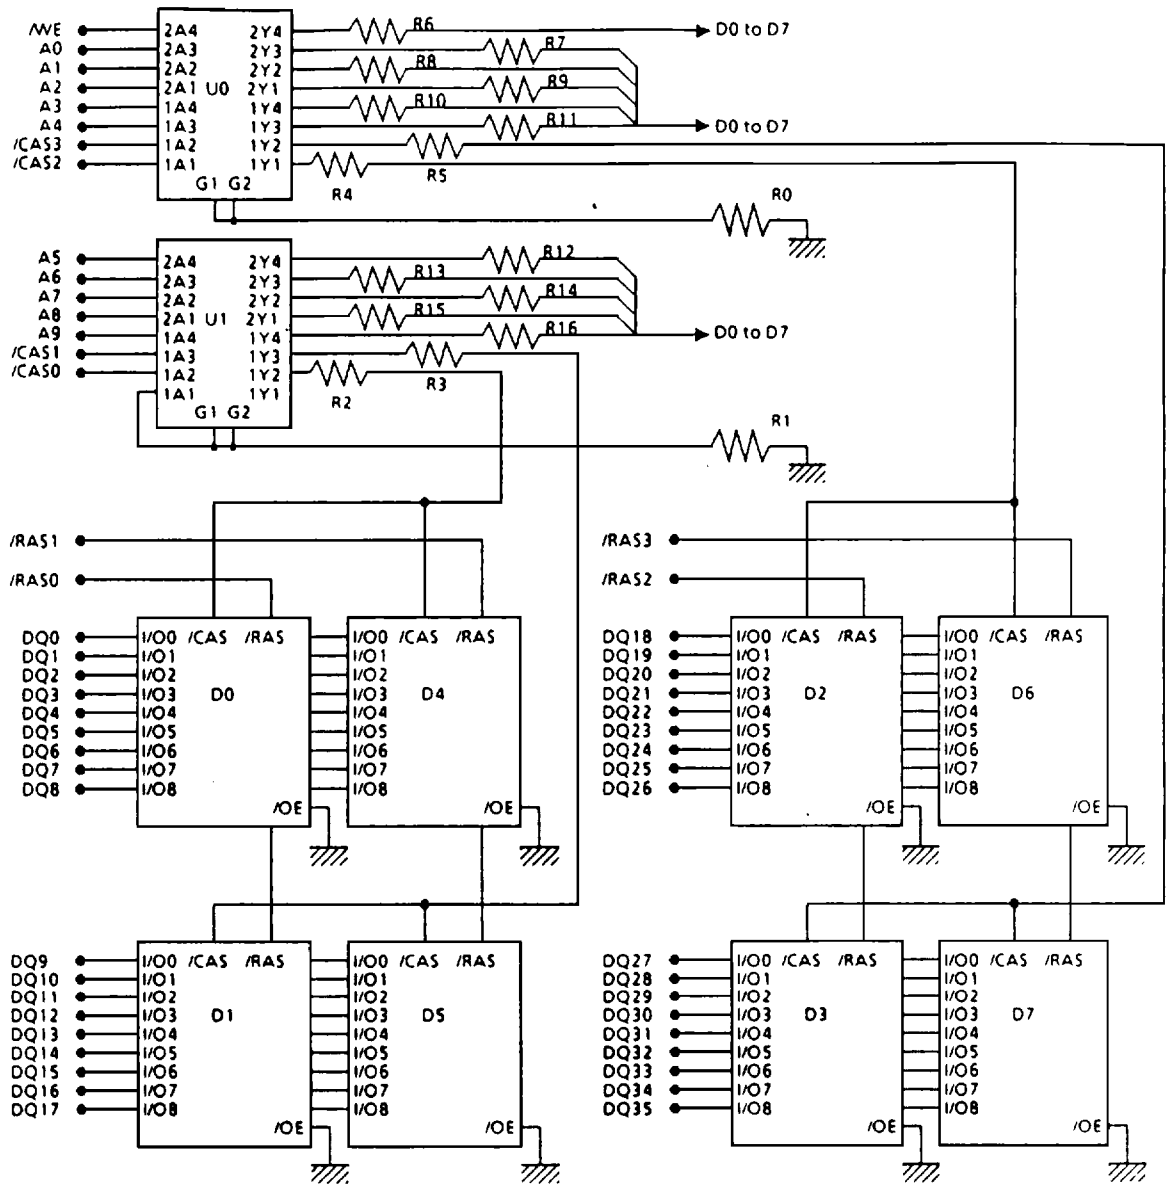 /WE 2A4 2Y4 R6 D0 to D7
A0 2A3 2Y3 R7
A1 2A2 2Y2 R8
A2 2A1 U0 2Y1 R9
A3 1A4 1Y4 R10
A4 1A3 1Y3 R11 D0 to D7
/CAS3 1A2 1Y2 R5
/CAS2 1A1 1Y1 R4
G1 G2 R0
A5 2A4 2Y4 R12
A6 2A3 2Y3 R13
A7 2A2 2Y2 R14
A8 2A1 U1 2Y1 R15
A9 1A4 1Y4 R16 D0 to D7
/CAS1 1A3 1Y3 R3
/CAS0 1A2 1Y2 R2
1A1 1Y1
G1 G2 R1
/RAS1 /RAS3
/RAS0 /RAS2
DQ0 I/O0 /CAS /RAS I/O0 /CAS /RAS DQ18 I/O0 /CAS /RAS I/O0 /CAS /RAS
DQ1 I/O1 I/O1 DQ19 I/O1 I/O1
DQ2 I/O2 I/O2 DQ20 I/O2 I/O2
DQ3 I/O3 D0 I/O3 D4 DQ21 I/O3 D2 I/O3 D6
DQ4 I/O4 I/O4 DQ22 I/O4 I/O4
DQ5 I/O5 I/O5 DQ23 I/O5 I/O5
DQ6 I/O6 I/O6 DQ24 I/O6 I/O6
DQ7 I/O7 I/O7 DQ25 I/O7 I/O7
DQ8 I/O8 I/O8 DQ26 I/O8 I/O8
/OE /OE /OE /OE
DQ9 I/O0 /CAS /RAS I/O0 /CAS /RAS DQ27 I/O0 /CAS /RAS I/O0 /CAS /RAS
DQ10 I/O1 I/O1 DQ28 I/O1 I/O1
DQ11 I/O2 I/O2 DQ29 I/O2 I/O2
DQ12 I/O3 D1 I/O3 D5 DQ30 I/O3 D3 I/O3 D7
DQ13 I/O4 I/O4 DQ31 I/O4 I/O4
DQ14 I/O5 I/O5 DQ32 I/O5 I/O5
DQ15 I/O6 I/O6 DQ33 I/O6 I/O6
DQ16 I/O7 I/O7 DQ34 I/O7 I/O7
DQ17 I/O8 I/O8 DQ35 I/O8 I/O8
/OE /OE /OE /OE